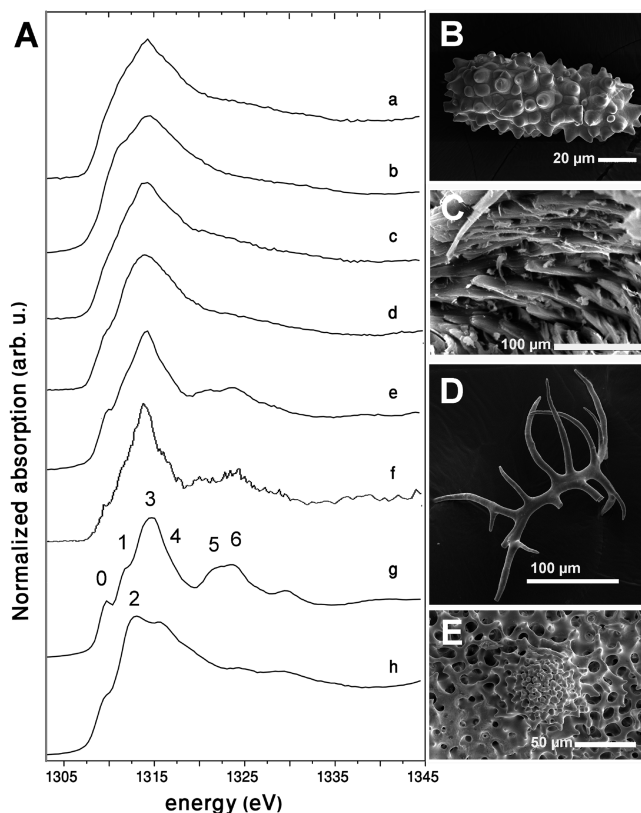 A
a
b
c
d
e
f
g
h
0
1
2
3
4
5
6
Normalized absorption (arb. u.)
1305
1315
1325
1335
1345
energy (eV)
B
20 µm
C
100 µm
D
100 µm
E
50 µm